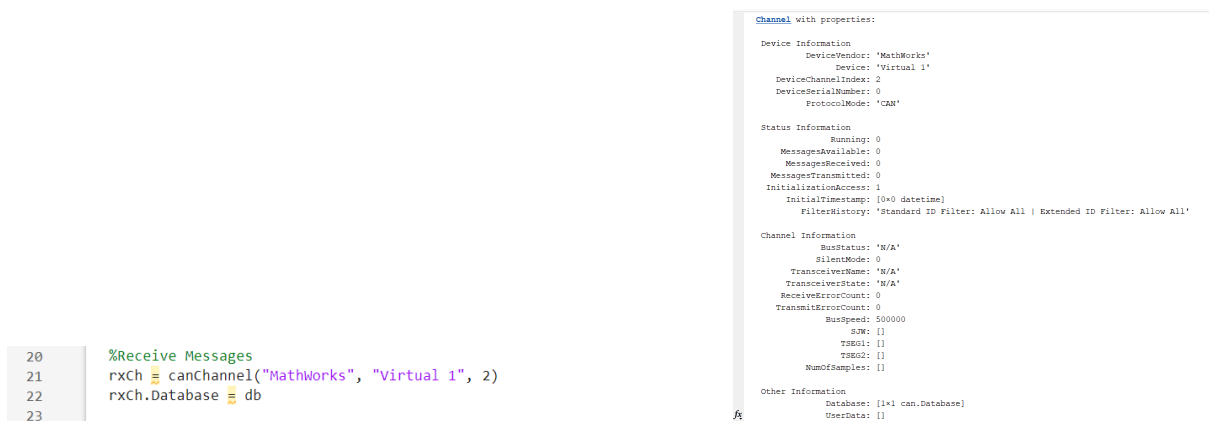 20 %Receive Messages
21 rxCh = canChannel("MathWorks", "Virtual 1", 2)
22 rxCh.Database = db
23
Channel with properties:
Device Information
DeviceVendor: 'MathWorks'
Device: 'Virtual 1'
DeviceChannelIndex: 2
DeviceSerialNumber: 0
ProtocolMode: 'CAN'
Status Information
Running: 0
MessagesAvailable: 0
MessagesReceived: 0
MessagesTransmitted: 0
InitializationAccess: 1
InitialTimestamp: [0×0 datetime]
FilterHistory: 'Standard ID Filter: Allow All | Extended ID Filter: Allow All'
Channel Information
BusStatus: 'N/A'
SilentMode: 0
TransceiverName: 'N/A'
TransceiverState: 'N/A'
ReceiveErrorCount: 0
TransmitErrorCount: 0
BusSpeed: 500000
SJW: []
TSEG1: []
TSEG2: []
NumOfSamples: []
Other Information
Database: [1×1 can.Database]
fx UserData: []